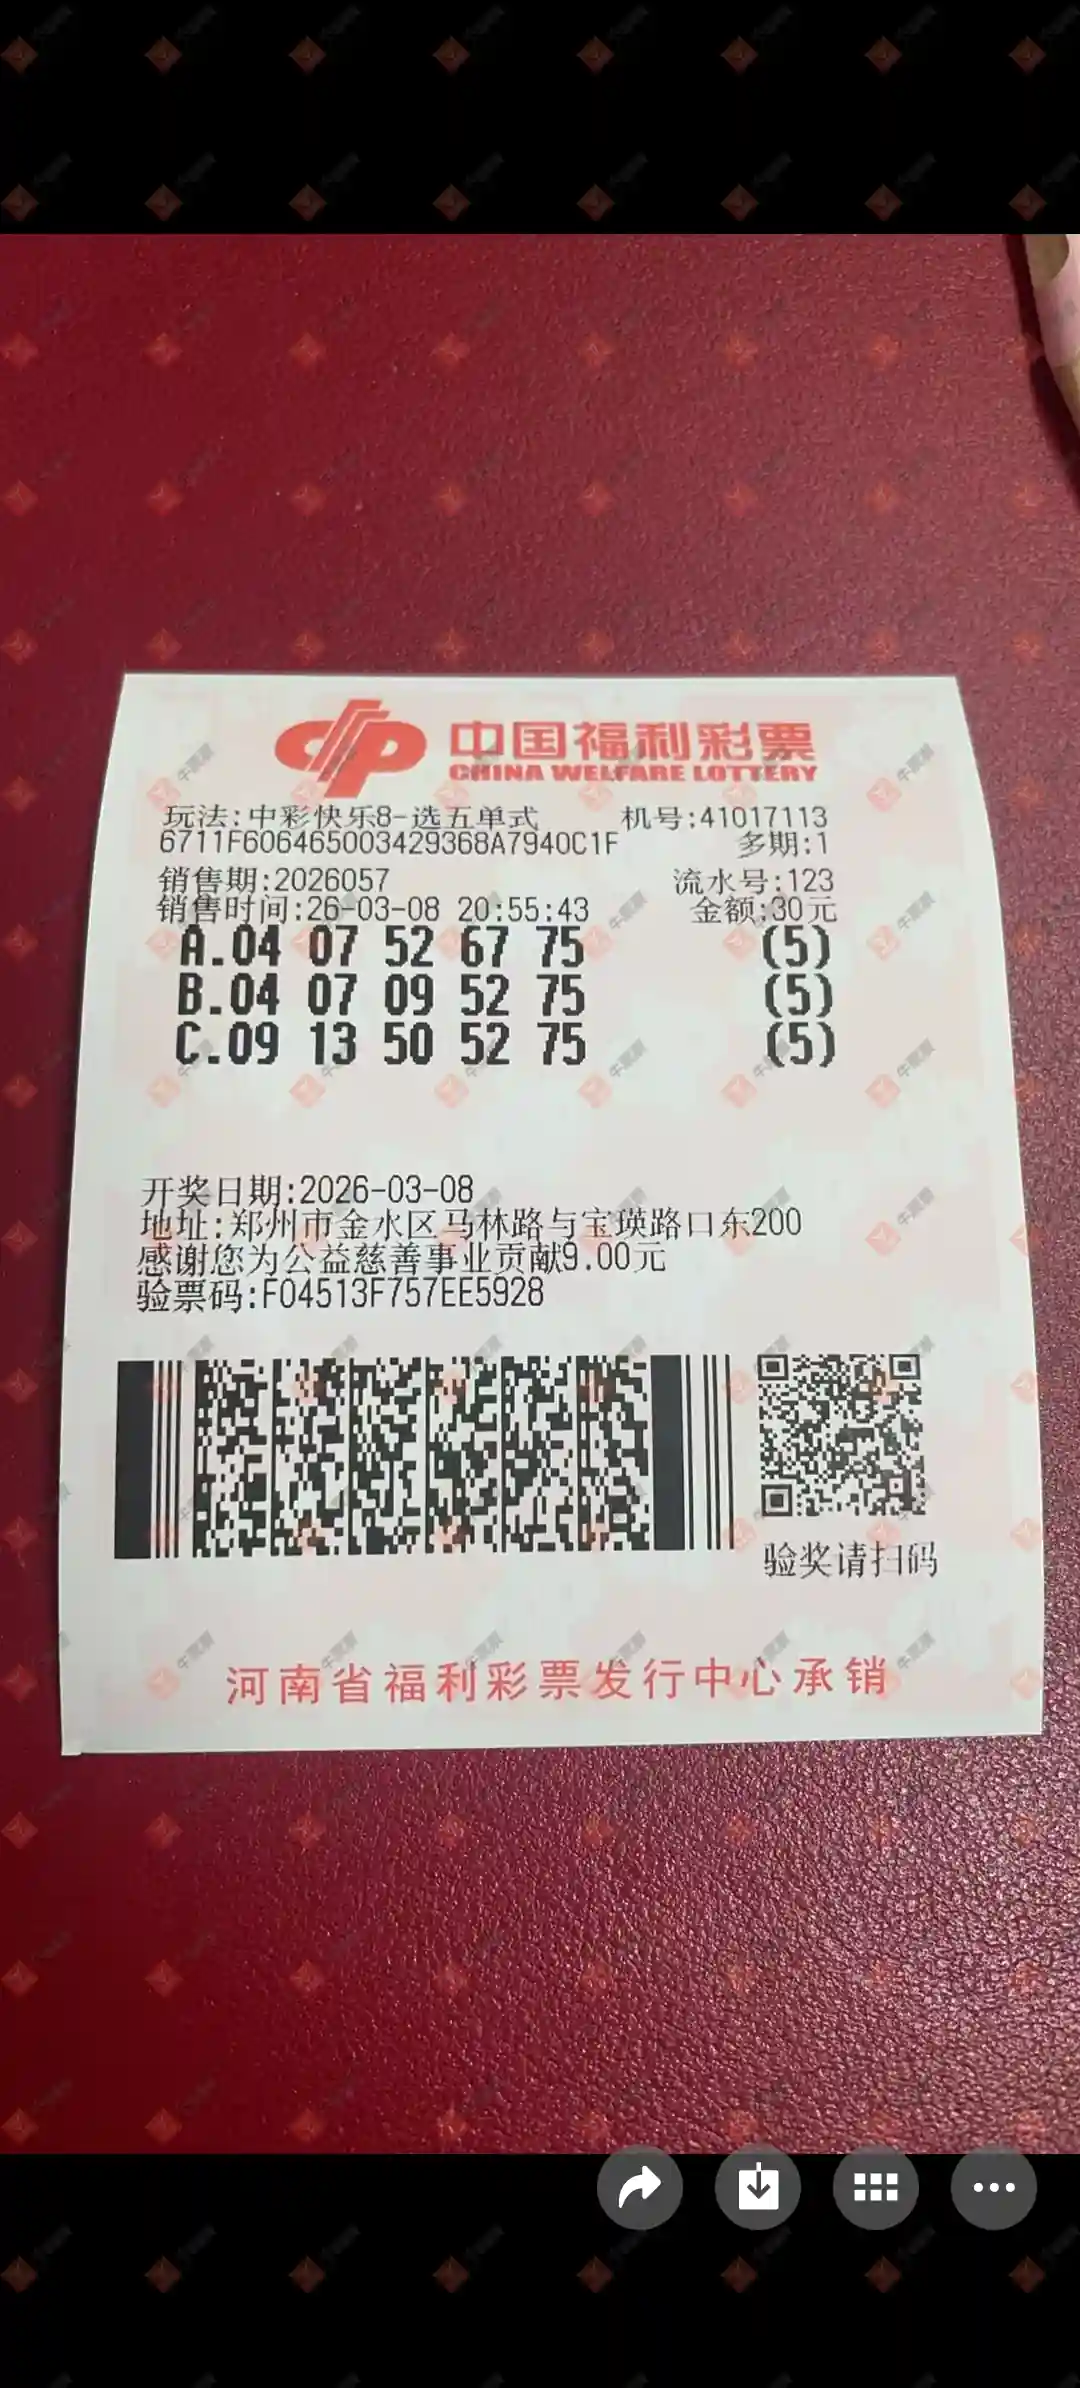 中国福利彩票
CHINA WELFARE LOTTERY
玩法:中彩快乐8-选五单式 机号:41017113
6711F606465003429368A7940C1F 多期:1
销售期:2026057 流水号:123
销售时间:26-03-08 20:55:43 金额:30元
A.04 07 52 67 75 (5)
B.04 07 09 52 75 (5)
C.09 13 50 52 75 (5)
开奖日期:2026-03-08
地址:郑州市金水区马林路与宝瑛路口东200
感谢您为公益慈善事业贡献9.00元
验票码:F04513F757EE5928
验奖请扫码
河南省福利彩票发行中心承销